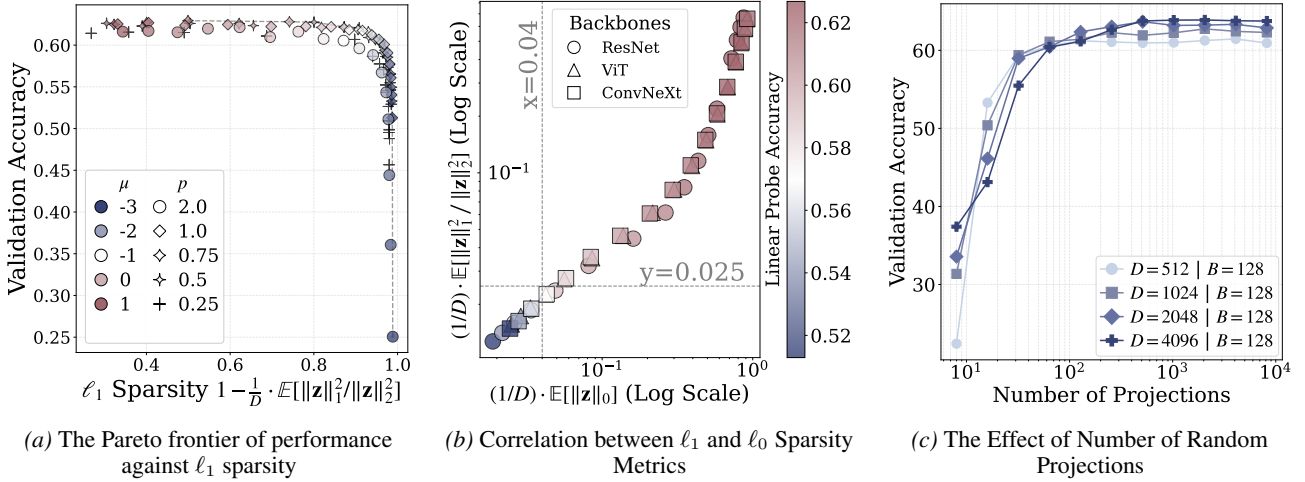 Validation Accuracy
0.60
0.55
0.50
0.45
0.40
0.35
0.30
0.25
0.4
0.6
0.8
1.0
μ p
-3 2.0
-2 1.0
-1 0.75
0 0.5
1 0.25
ℓ₁ Sparsity 1 − 1/D · 𝔼[‖z‖₁²/‖z‖₂²]
(a) The Pareto frontier of performance
against ℓ₁ sparsity
(1/D) · 𝔼[‖z‖₁² / ‖z‖₂²] (Log Scale)
10⁻¹
x=0.04
Backbones
ResNet
ViT
ConvNeXt
y=0.025
10⁻¹
10⁰
(1/D) · 𝔼[‖z‖₀] (Log Scale)
Linear Probe Accuracy
0.62
0.60
0.58
0.56
0.54
0.52
(b) Correlation between ℓ₁ and ℓ₀ Sparsity
Metrics
Validation Accuracy
60
50
40
30
D = 512 | B = 128
D = 1024 | B = 128
D = 2048 | B = 128
D = 4096 | B = 128
10¹
10²
10³
10⁴
Number of Projections
(c) The Effect of Number of Random
Projections